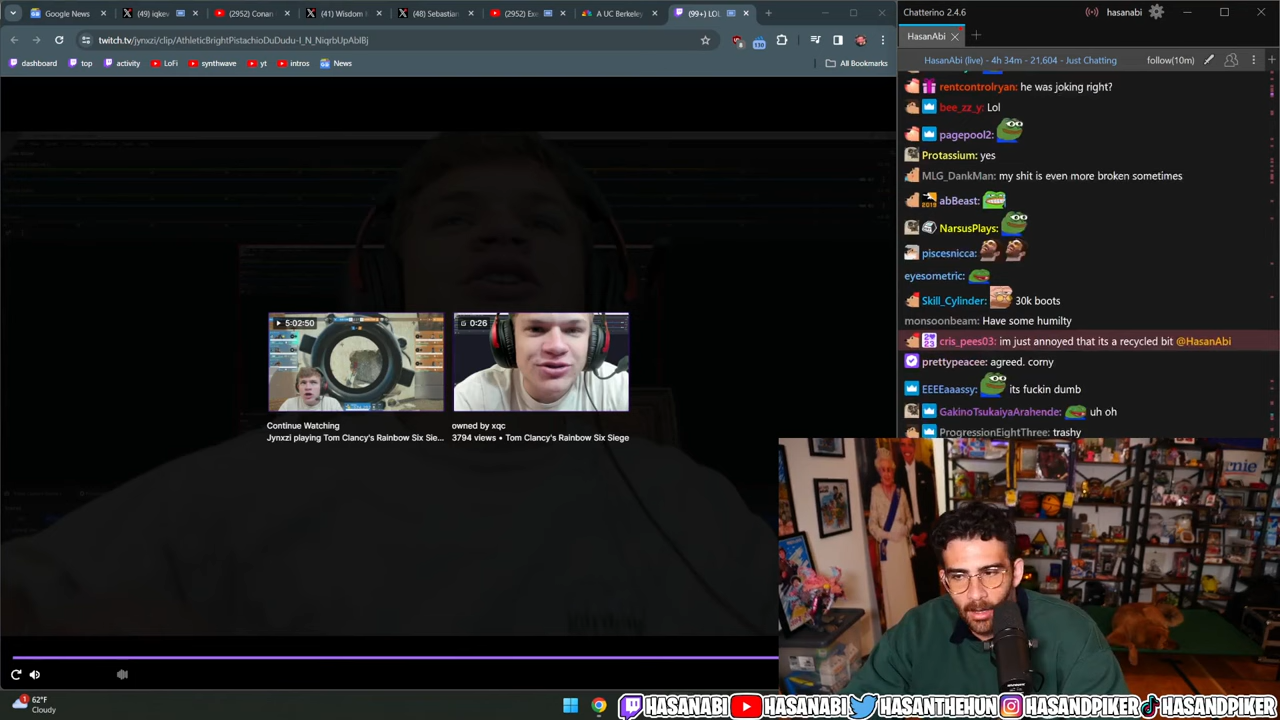 Google News
(49) iqkev
(2952) Conan
(41) Wisdom I
(48) Sebastian
(2952) Exe
A UC Berkeley
(99+) LOL
twitch.tv/jynxzi/clip/AthleticBrightPistachioDuDudu-I_N_NiqrbUpAbIBj
130
dashboard
top
activity
LoFi
synthwave
yt
intros
News
All Bookmarks
5:02:50
0:26
Continue Watching
Jynxzi playing Tom Clancy's Rainbow Six Sie...
owned by xqc
3794 views • Tom Clancy's Rainbow Six Siege
Chatterino 2.4.6
hasanabi
HasanAbi
HasanAbi (live) - 4h 34m - 21,604 - Just Chatting
follow(10m)
rentcontrolryan: he was joking right?
bee_zz_y: Lol
pagepool2:
Protassium: yes
MLG_DankMan: my shit is even more broken sometimes
abBeast:
NarsusPlays:
piscesnicca:
eyesometric:
Skill_Cylinder: 30k boots
monsoonbeam: Have some humilty
cris_pees03: im just annoyed that its a recycled bit @HasanAbi
prettypeacee: agreed. corny
EEEEaaassy: its fuckin dumb
GakinoTsukaiyaArahende: uh oh
ProgressionEightThree: trashy
62°F
Cloudy
HASANABI
HASANABI
HASANTHEHUN
HASANDPIKER
HASANDPIKER